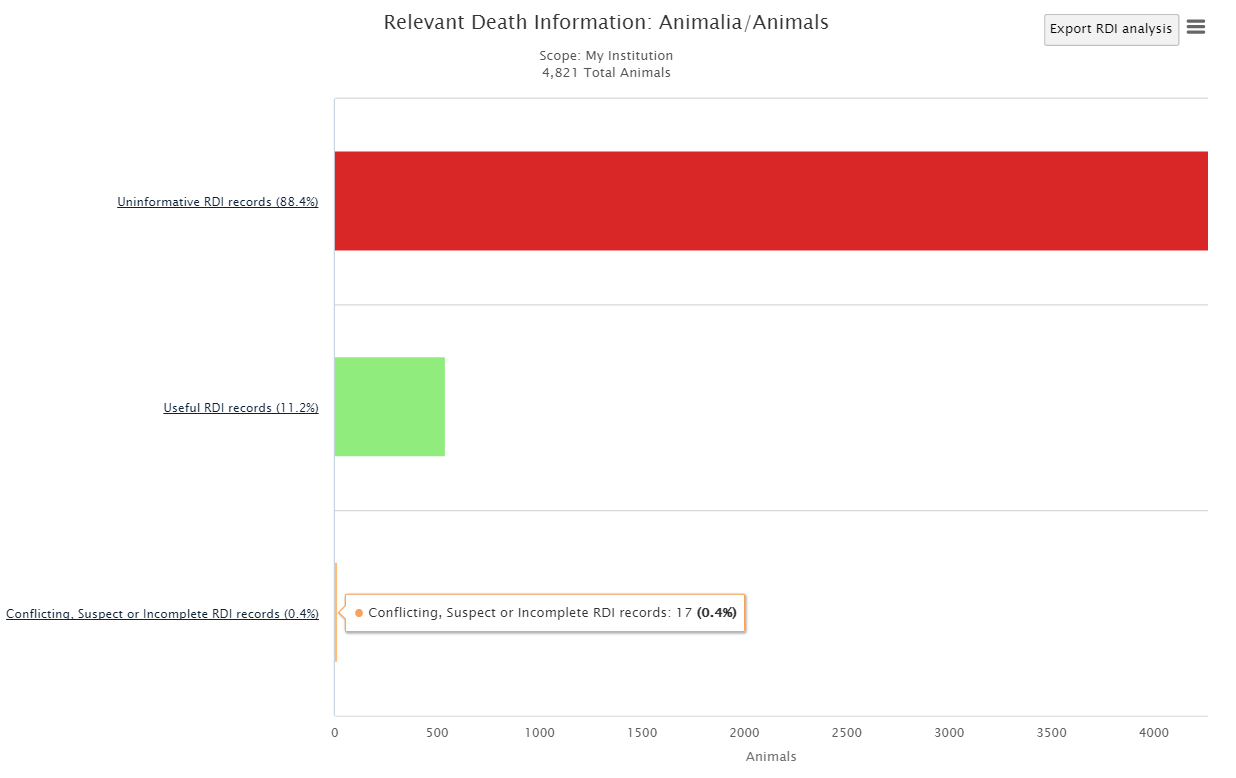 Relevant Death Information: Animalia/Animals
Export RDI analysis
Scope: My Institution
4,821 Total Animals
Uninformative RDI records (88.4%)
Useful RDI records (11.2%)
Conflicting, Suspect or Incomplete RDI records (0.4%)
Conflicting, Suspect or Incomplete RDI records: 17 (0.4%)
0 500 1000 1500 2000 2500 3000 3500 4000
Animals